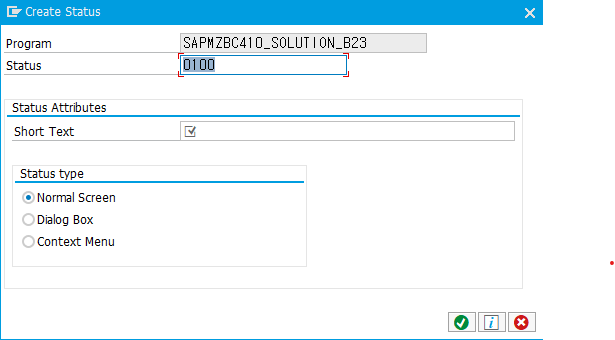 Create Status
Program SAPMZBC410_SOLUTION_B23
Status 0100
Status Attributes
Short Text
Status type
Normal Screen
Dialog Box
Context Menu